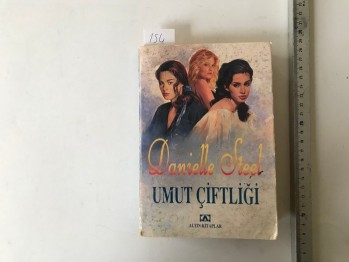 154
Danielle Steel
UMUT ÇİFTLİĞİ
ALTIN KİTAPLAR